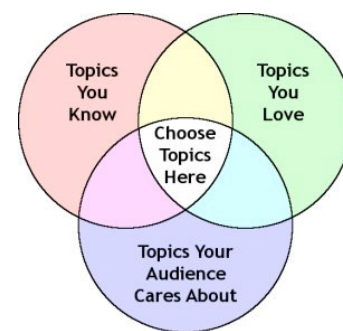 Topics
You
Know
Topics
You
Love
Choose
Topics
Here
Topics Your
Audience
Cares About